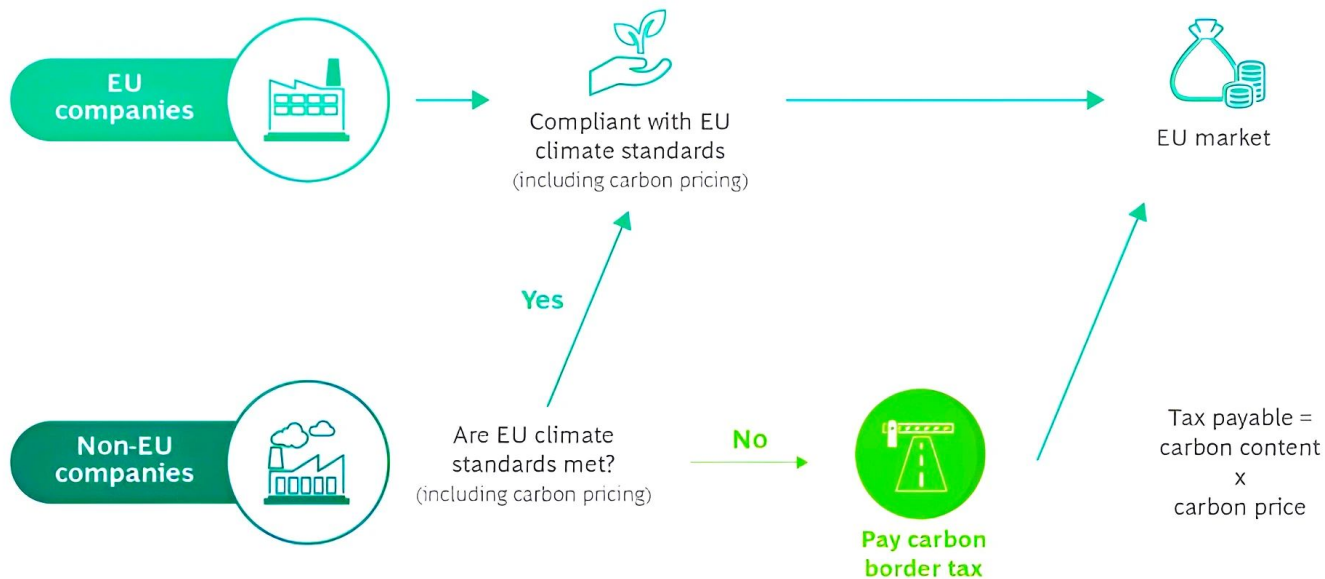 EU
companies
Compliant with EU
climate standards
(including carbon pricing)
EU market
Yes
Non-EU
companies
Are EU climate
standards met?
(including carbon pricing)
No
Pay carbon
border tax
Tax payable =
carbon content
x
carbon price